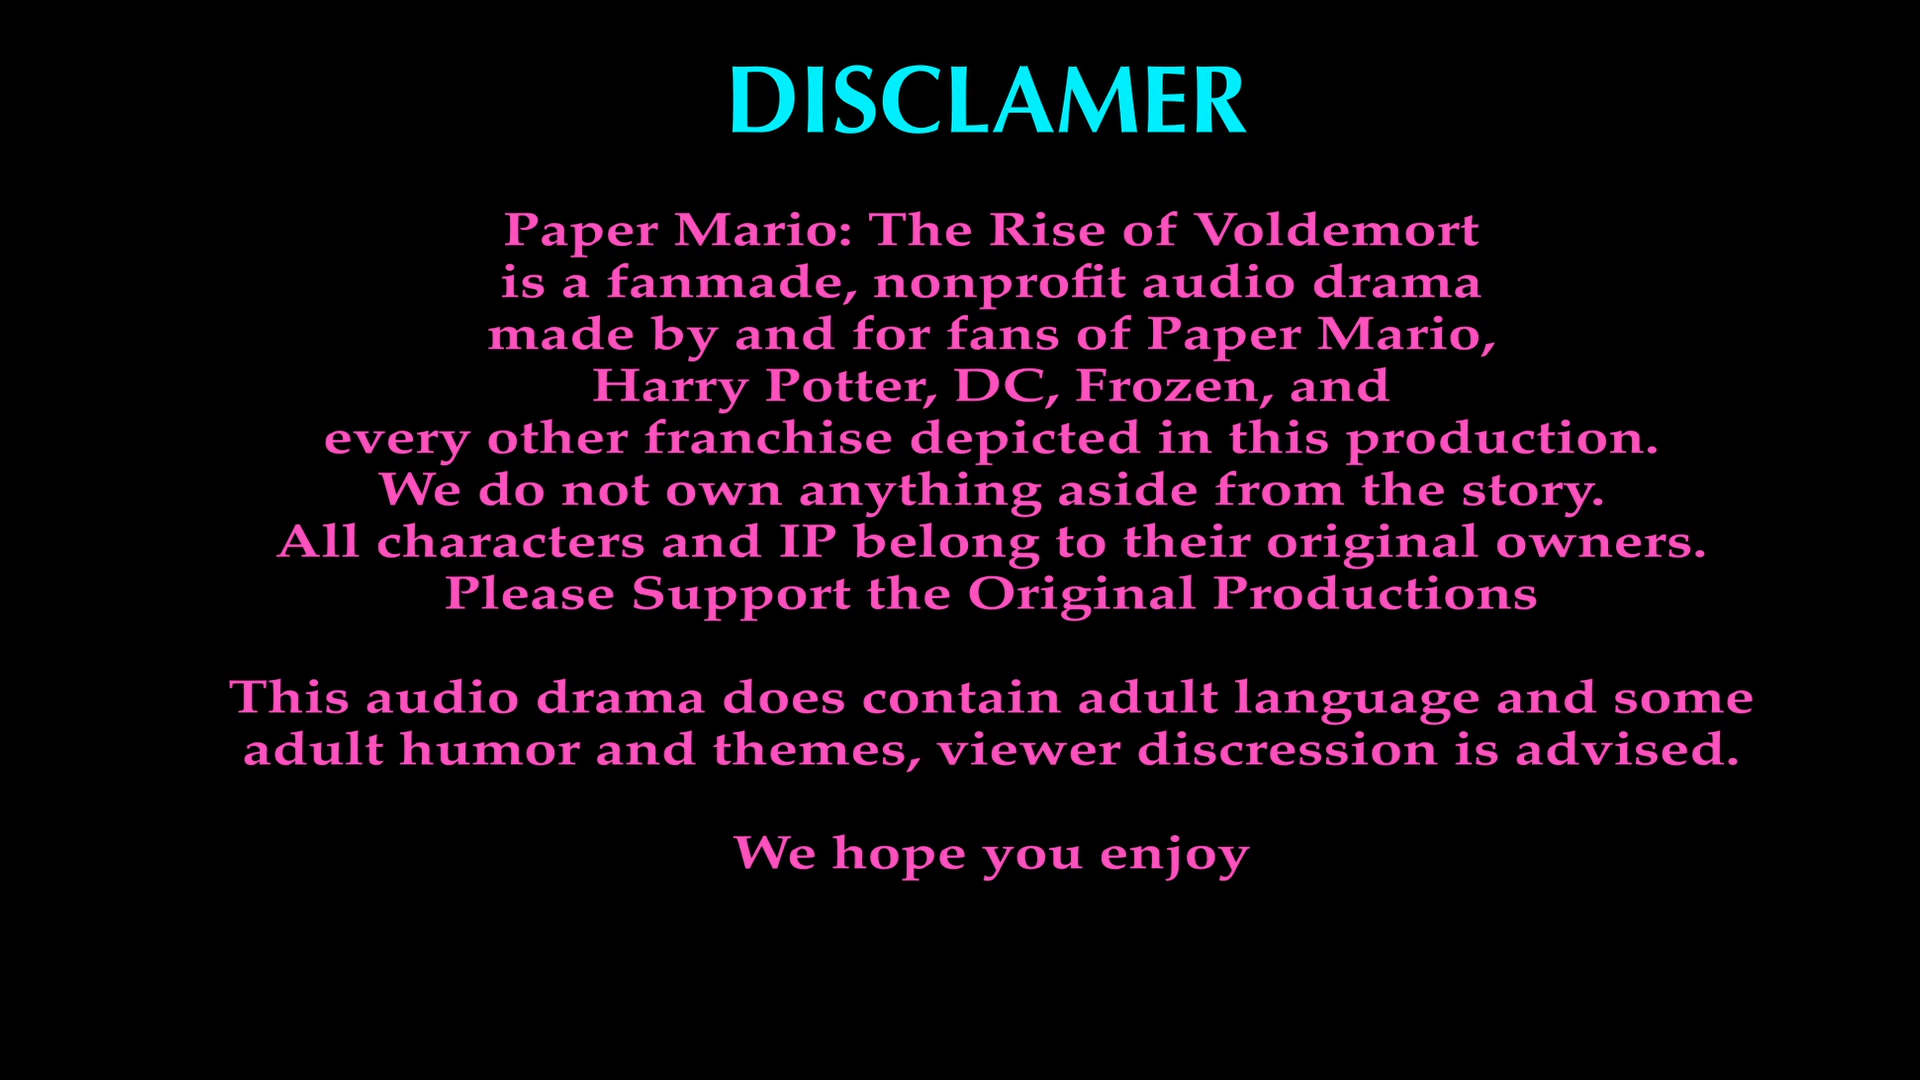 DISCLAMER
Paper Mario: The Rise of Voldemort
is a fanmade, nonprofit audio drama
made by and for fans of Paper Mario,
Harry Potter, DC, Frozen, and
every other franchise depicted in this production.
We do not own anything aside from the story.
All characters and IP belong to their original owners.
Please Support the Original Productions
This audio drama does contain adult language and some
adult humor and themes, viewer discression is advised.
We hope you enjoy